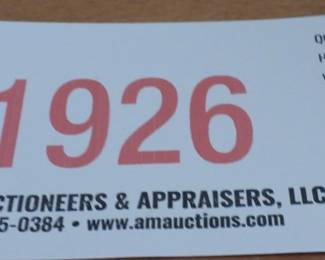 1926
CTIONEERS & APPRAISERS, LLC
5-0384 • www.amauctions.com